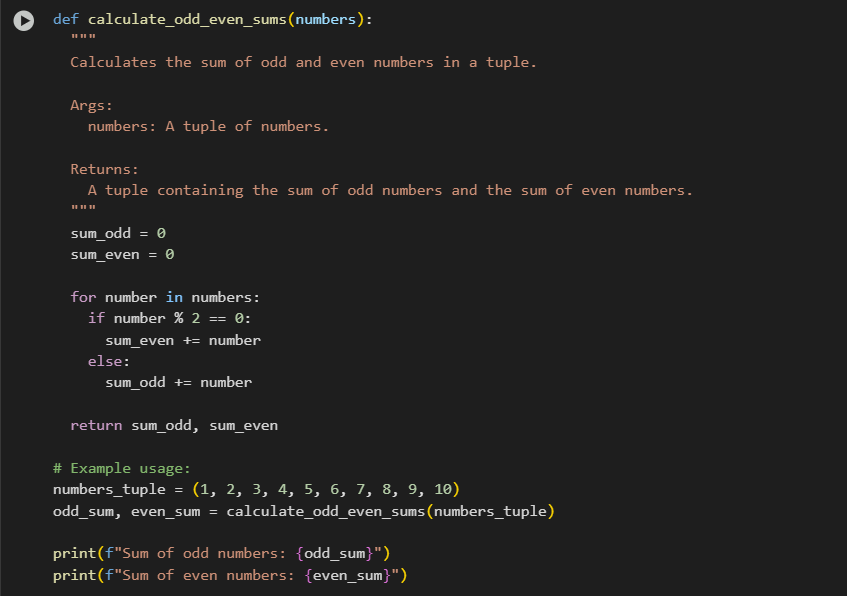 def calculate_odd_even_sums(numbers):
  """
  Calculates the sum of odd and even numbers in a tuple.

  Args:
    numbers: A tuple of numbers.

  Returns:
    A tuple containing the sum of odd numbers and the sum of even numbers.
  """
  sum_odd = 0
  sum_even = 0

  for number in numbers:
    if number % 2 == 0:
      sum_even += number
    else:
      sum_odd += number

  return sum_odd, sum_even

# Example usage:
numbers_tuple = (1, 2, 3, 4, 5, 6, 7, 8, 9, 10)
odd_sum, even_sum = calculate_odd_even_sums(numbers_tuple)

print(f"Sum of odd numbers: {odd_sum}")
print(f"Sum of even numbers: {even_sum}")